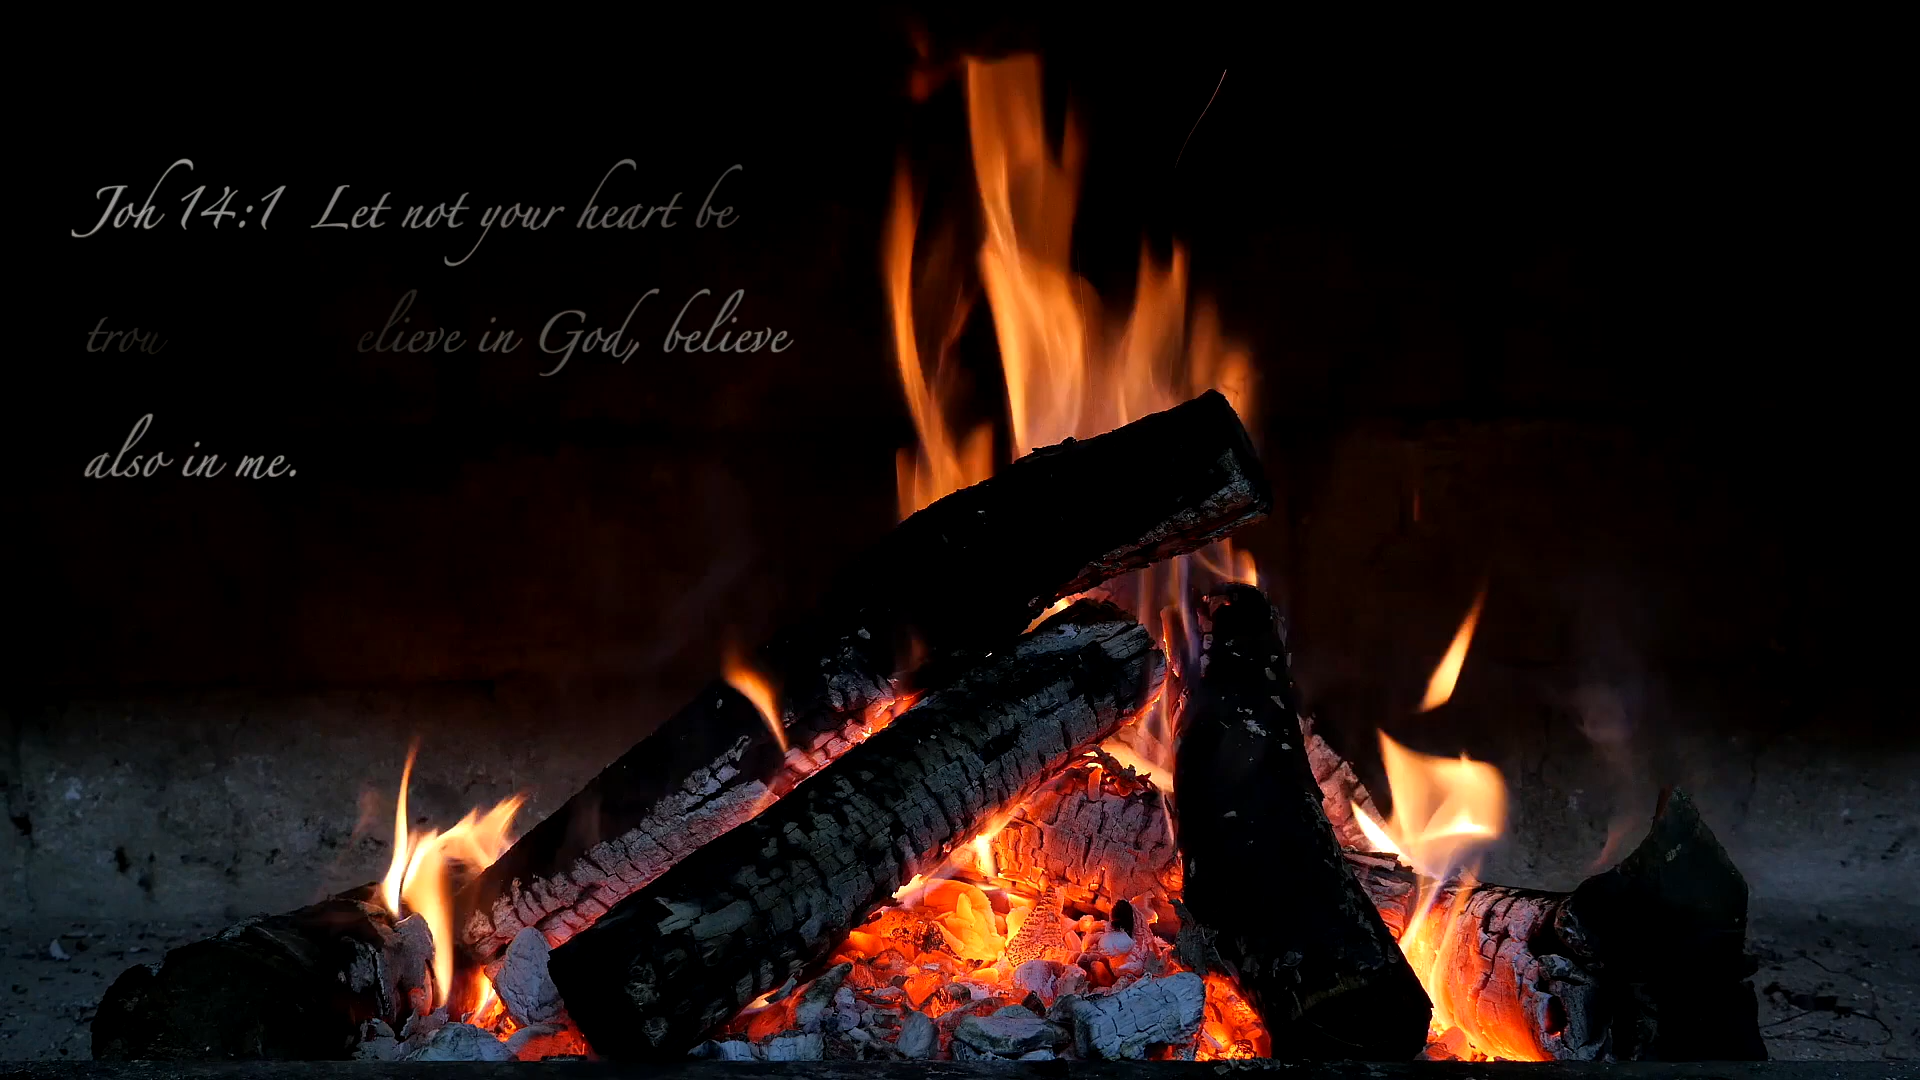 Joh 14:1 Let not your heart be
trou elieve in God, believe
also in me.